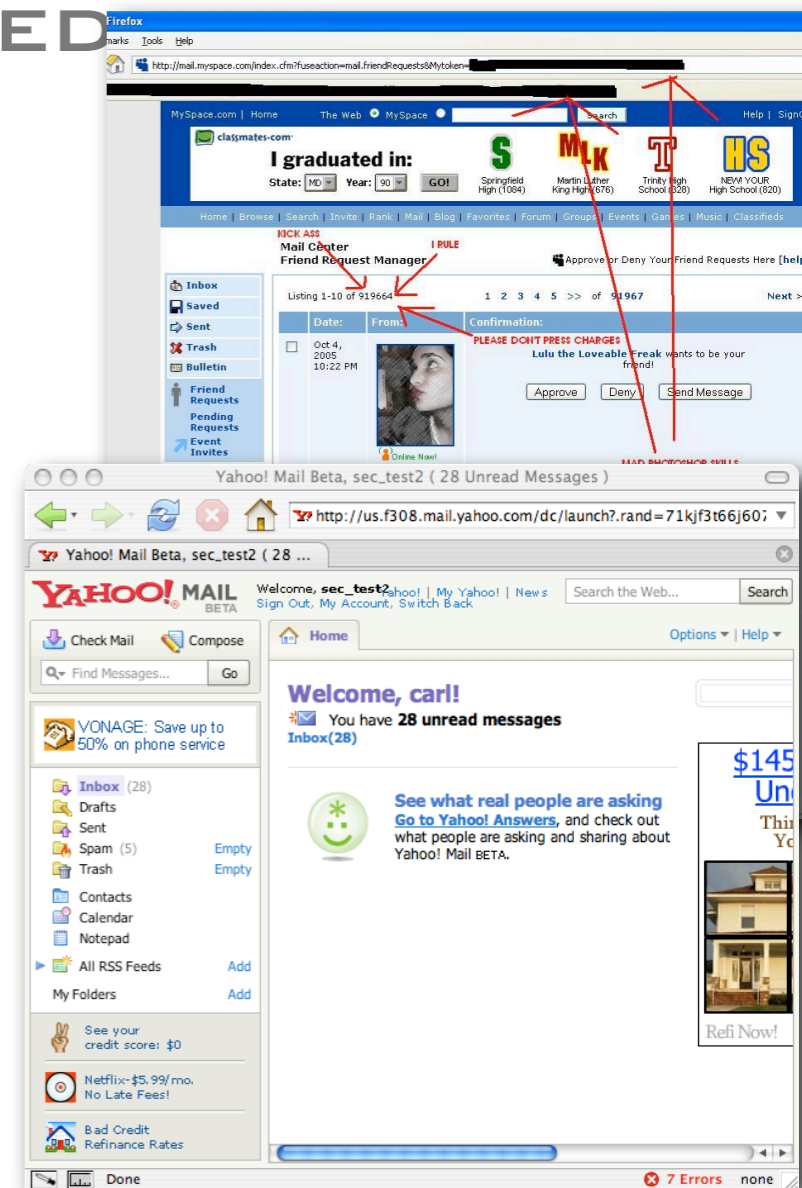 ED
Firefox
marks Tools Help
http://mail.myspace.com/index.cfm?fuseaction=mail.friendRequests&Mytoken=
MySpace.com | Home The Web MySpace Search Help | Sign
classmates.com
I graduated in:
State: MD Year: 90 GO!
S
Springfield
High (1084)
MLK
Martin Luther
King High (676)
T
Trinity High
School (328)
HS
NEW! YOUR
High School (820)
Home | Browse | Search | Invite | Rank | Mail | Blog | Favorites | Forum | Groups | Events | Games | Music | Classifieds
KICK ASS
I RULE
Mail Center
Friend Request Manager
Approve or Deny Your Friend Requests Here [help
Inbox
Saved
Sent
Trash
Bulletin
Friend
Requests
Pending
Requests
Event
Invites
Listing 1-10 of 919664
1 2 3 4 5 >> of 91967 Next >
Date: From: Confirmation:
PLEASE DON'T PRESS CHARGES
Oct 4,
2005
10:22 PM
Lulu the Loveable Freak wants to be your
friend!
Approve Deny Send Message
Online Now!
MAD PHOTOSHOP SKILLS
Yahoo! Mail Beta, sec_test2 ( 28 Unread Messages )
http://us.f308.mail.yahoo.com/dc/launch?.rand=71kjf3t66j607
Yahoo! Mail Beta, sec_test2 ( 28 ...
YAHOO! MAIL
BETA
Welcome, sec_test2
ahoo! | My Yahoo! | News
Sign Out, My Account, Switch Back
Search the Web... Search
Check Mail Compose
Home
Options | Help
Find Messages... Go
Welcome, carl!
You have 28 unread messages
Inbox(28)
VONAGE: Save up to
50% on phone service
Inbox (28)
Drafts
Sent
Spam (5) Empty
Trash Empty
Contacts
Calendar
Notepad
All RSS Feeds Add
My Folders Add
See what real people are asking
Go to Yahoo! Answers, and check out
what people are asking and sharing about
Yahoo! Mail BETA.
$145
Un
Thi
Yo
Refi Now!
See your
credit score: $0
Netflix-$5.99/mo.
No Late Fees!
Bad Credit
Refinance Rates
Done
7 Errors none